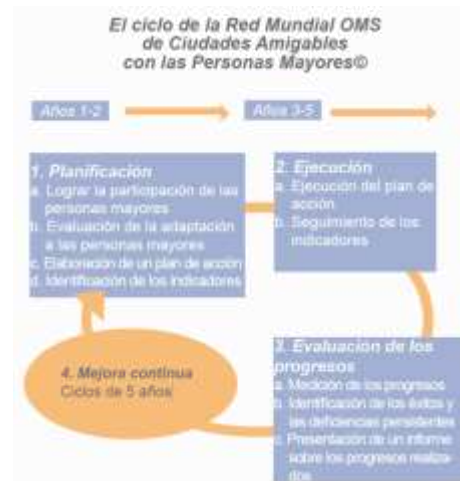 El ciclo de la Red Mundial OMS
de Ciudades Amigables
con las Personas Mayores©
Años 1-2
Años 3-5
1. Planificación
a. Lograr la participación de las
personas mayores
b. Evaluación de la adaptación
a las personas mayores
c. Elaboración de un plan de acción
d. Identificación de los indicadores
2. Ejecución
a. Ejecución del plan de
acción
b. Seguimiento de los
indicadores
3. Evaluación de los
progresos
a. Medición de los progresos
b. Identificación de los éxitos y
las deficiencias persistentes
c. Presentación de un informe
sobre los progresos realiza-
dos
4. Mejora continua
Ciclos de 5 años